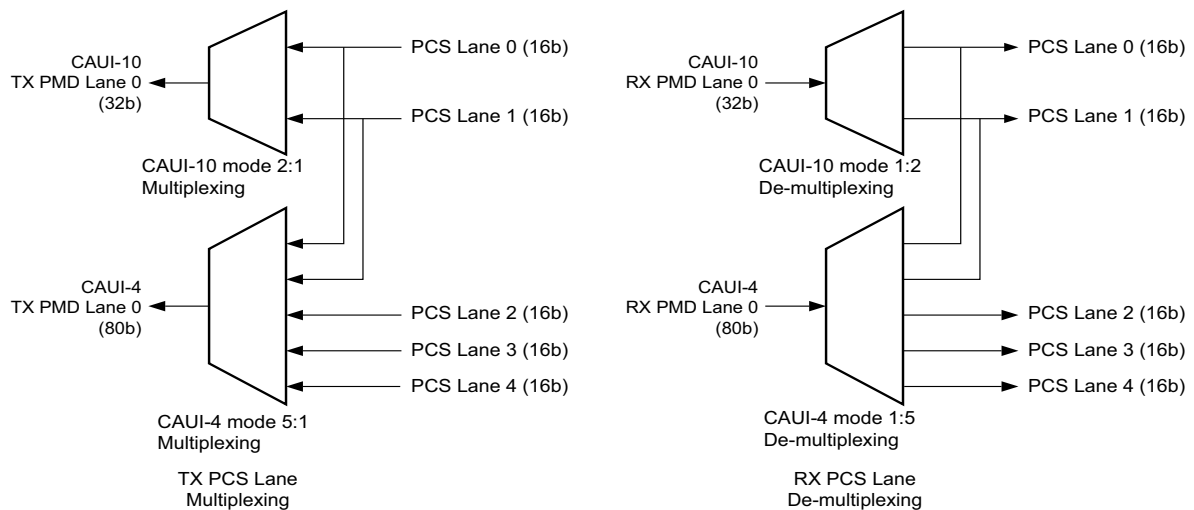 CAUI-10
TX PMD Lane 0
(32b)
PCS Lane 0 (16b)
PCS Lane 1 (16b)
CAUI-10 mode 2:1
Multiplexing
CAUI-4
TX PMD Lane 0
(80b)
PCS Lane 2 (16b)
PCS Lane 3 (16b)
PCS Lane 4 (16b)
CAUI-4 mode 5:1
Multiplexing
TX PCS Lane
Multiplexing
CAUI-10
RX PMD Lane 0
(32b)
PCS Lane 0 (16b)
PCS Lane 1 (16b)
CAUI-10 mode 1:2
De-multiplexing
CAUI-4
RX PMD Lane 0
(80b)
PCS Lane 2 (16b)
PCS Lane 3 (16b)
PCS Lane 4 (16b)
CAUI-4 mode 1:5
De-multiplexing
RX PCS Lane
De-multiplexing